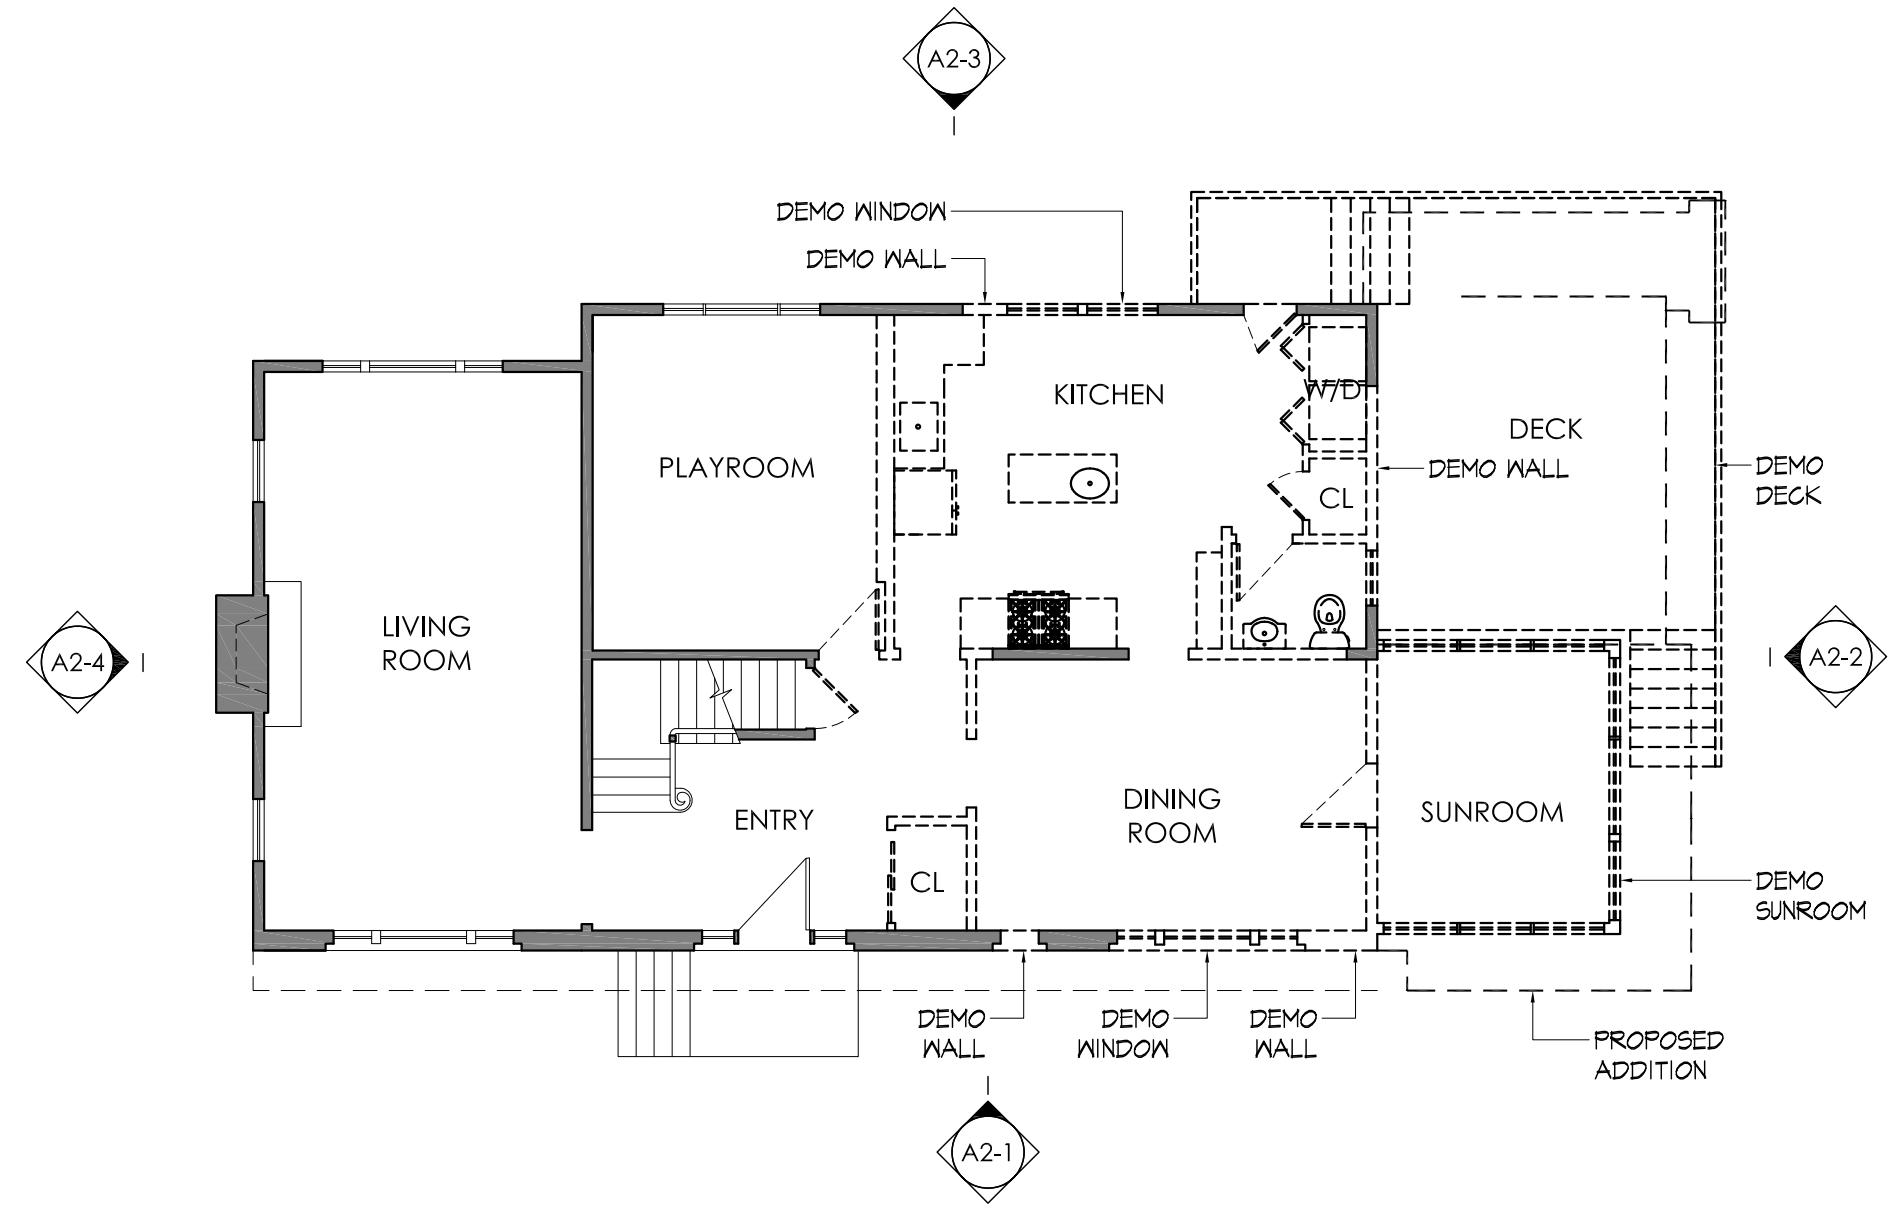 A2-3
DEMO WINDOW
DEMO WALL
KITCHEN
W/D
DECK
PLAYROOM
DEMO WALL
DEMO
DECK
CL
LIVING
ROOM
A2-4
A2-2
ENTRY
DINING
ROOM
SUNROOM
CL
DEMO
SUNROOM
DEMO
WALL
DEMO
WINDOW
DEMO
WALL
PROPOSED
ADDITION
A2-1